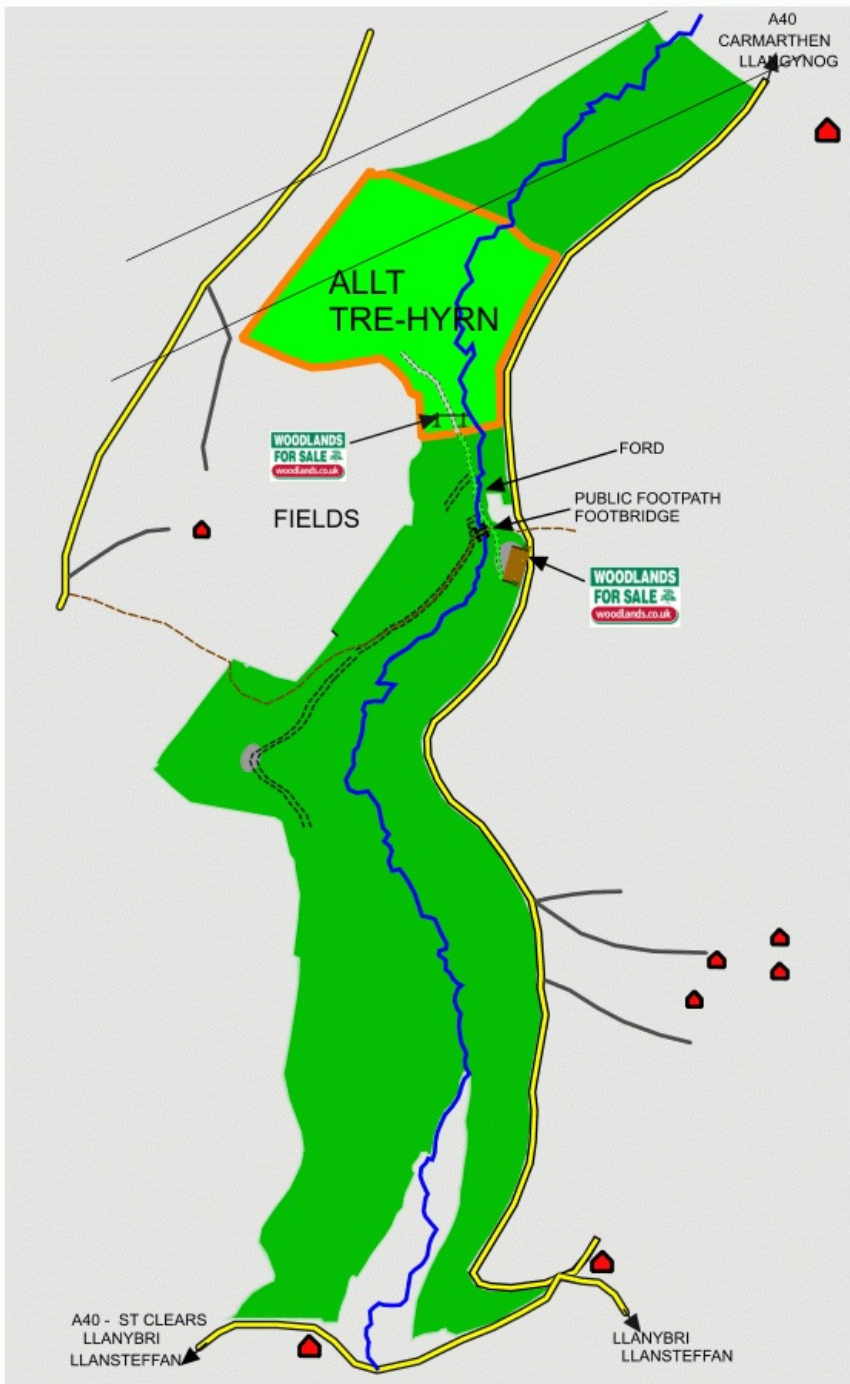 A40
CARMARTHEN
LLANGYNOG
ALLT
TRE-HYRN
WOODLANDS
FOR SALE
woodlands.co.uk
FORD
PUBLIC FOOTPATH
FOOTBRIDGE
FIELDS
WOODLANDS
FOR SALE
woodlands.co.uk
A40 - ST CLEARS
LLANYBRI
LLANSTEFFAN
LLANYBRI
LLANSTEFFAN